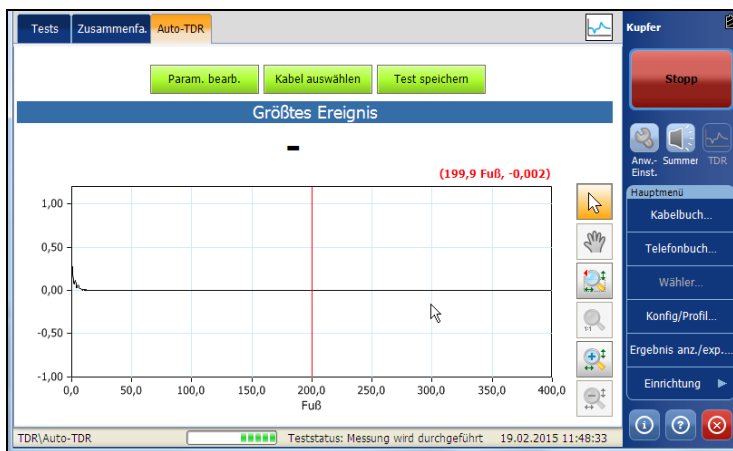 Tests
Zusammenfa.
Auto-TDR
Kupfer
Param. bearb.
Kabel auswählen
Test speichern
Stopp
Größtes Ereignis
-
(199,9 Fuß, -0,002)
Anw.-Einst.
Summer
TDR
Hauptmenü
Kabelbuch...
Telefonbuch...
Wähler...
Konfig/Profil...
Ergebnis anz./exp....
Einrichtung
1,00
0,50
0,00
-0,50
-1,00
0,0 50,0 100,0 150,0 200,0 250,0 300,0 350,0 400,0
Fuß
1:1
TDR\Auto-TDR
Teststatus: Messung wird durchgeführt
19.02.2015 11:48:33